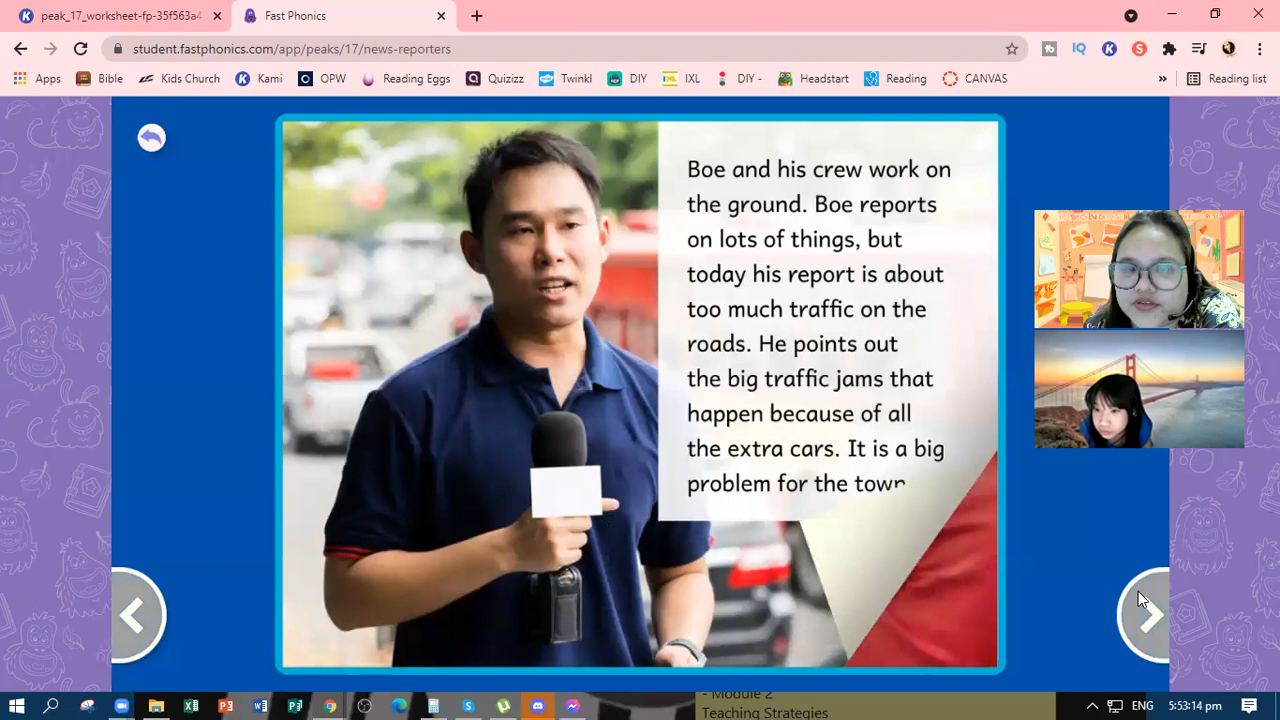 peak_17_worksheet-fp-35f563a4
Fast Phonics
student.fastphonics.com/app/peaks/17/news-reporters
Apps
Bible
Kids Church
Kami
OPW
Reading Eggs
Quizizz
Twinkl
DIY
IXL
DIY -
Headstart
Reading
CANVAS
»
Reading list
Boe and his crew work on
the ground. Boe reports
on lots of things, but
today his report is about
too much traffic on the
roads. He points out
the big traffic jams that
happen because of all
the extra cars. It is a big
problem for the town
- Module 2
Teaching Strategies
ENG
5:53:14 pm